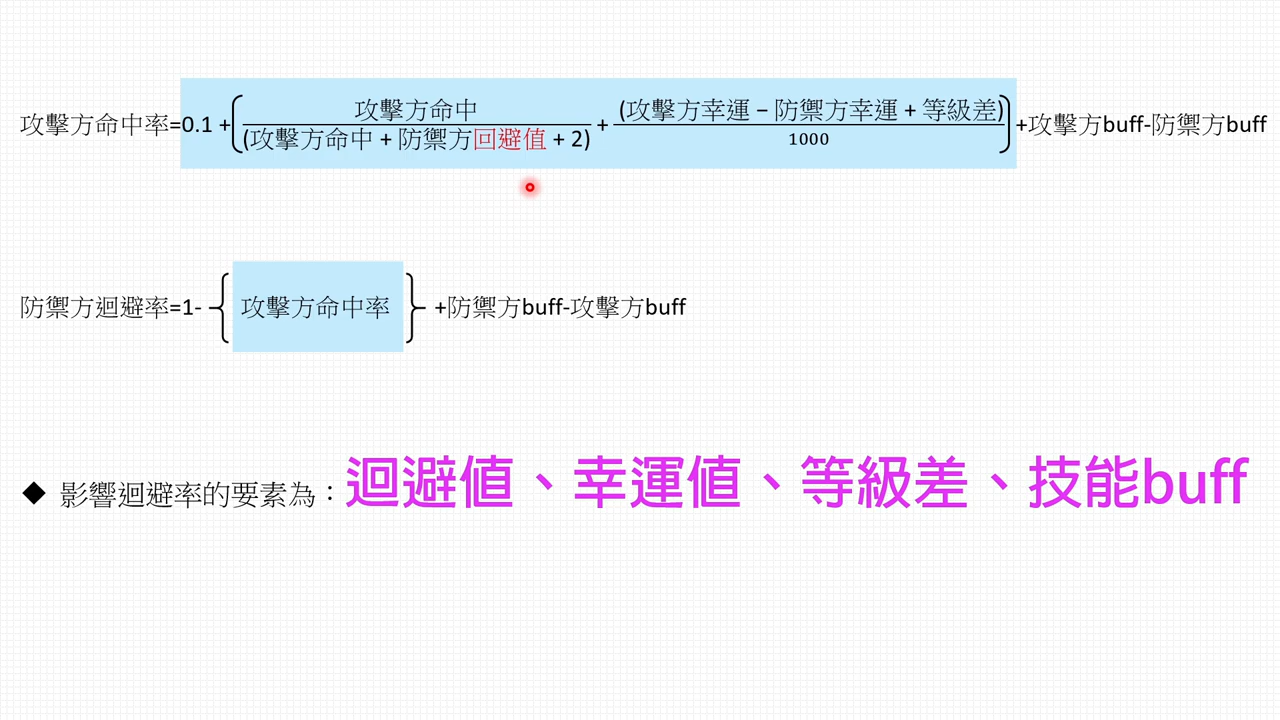 攻擊方命中率=0.1 + ( 攻擊方命中 / (攻擊方命中 + 防禦方回避值 + 2) + (攻擊方幸運 − 防禦方幸運 + 等級差) / 1000 ) +攻擊方buff-防禦方buff
防禦方迴避率=1- { 攻擊方命中率 } +防禦方buff-攻擊方buff
◆ 影響迴避率的要素為：迴避值、幸運值、等級差、技能buff